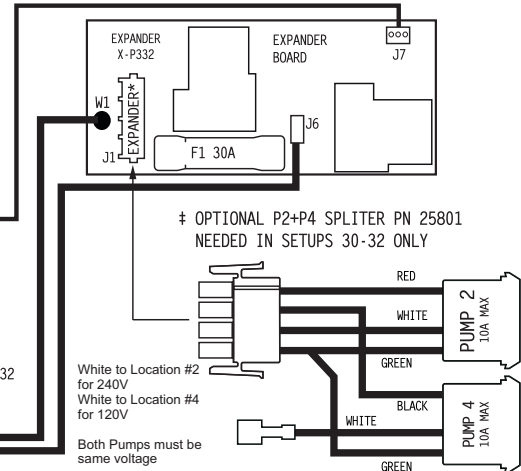 EXPANDER
X-P332
EXPANDER
BOARD
J7
W1
EXPANDER*
J1
J6
F1 30A
‡ OPTIONAL P2+P4 SPLITER PN 25801
NEEDED IN SETUPS 30-32 ONLY
RED
WHITE
GREEN
PUMP 2
10A MAX
32
White to Location #2
for 240V
White to Location #4
for 120V
Both Pumps must be
same voltage
BLACK
WHITE
GREEN
PUMP 4
10A MAX